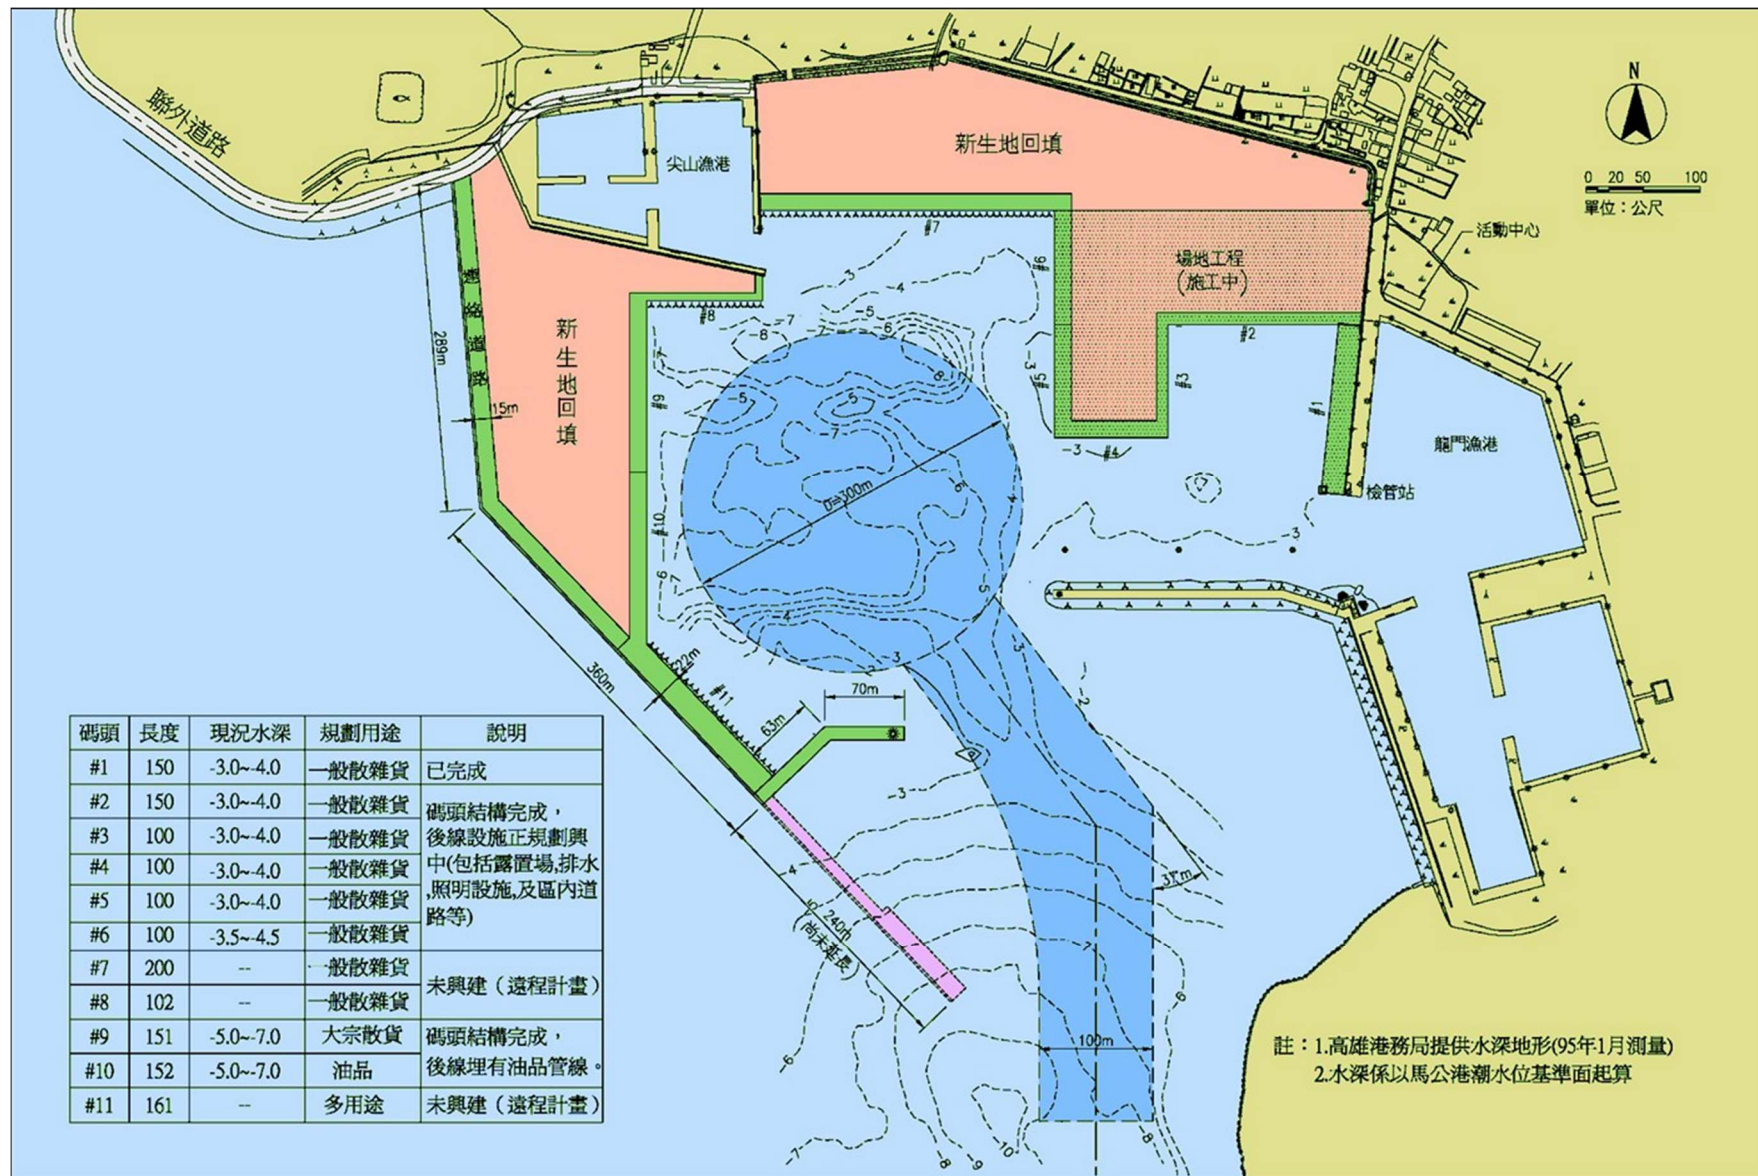 聯外道路
尖山漁港
新生地回填
N
0 20 50 100
單位：公尺
活動中心
場地工程
(施工中)
#7
#6
#8
#2
#5
#3
#1
#4
#9
#10
#11
289m
道路
15m
新生地回填
D=300m
龍門漁港
檢管站
360m
22m
63m
70m
240m
(尚未延長)
100m
碼頭 長度 現況水深 規劃用途 說明
#1 150 -3.0~-4.0 一般散雜貨 已完成
#2 150 -3.0~-4.0 一般散雜貨 碼頭結構完成，
#3 100 -3.0~-4.0 一般散雜貨 後線設施正規劃興
#4 100 -3.0~-4.0 一般散雜貨 中(包括露置場,排水
#5 100 -3.0~-4.0 一般散雜貨 ,照明設施,及區內道
#6 100 -3.5~-4.5 一般散雜貨 路等)
#7 200 -- 一般散雜貨 未興建（遠程計畫）
#8 102 -- 一般散雜貨
#9 151 -5.0~-7.0 大宗散貨 碼頭結構完成，
#10 152 -5.0~-7.0 油品 後線埋有油品管線。
#11 161 -- 多用途 未興建（遠程計畫）
註：1.高雄港務局提供水深地形(95年1月測量)
2.水深係以馬公港潮水位基準面起算